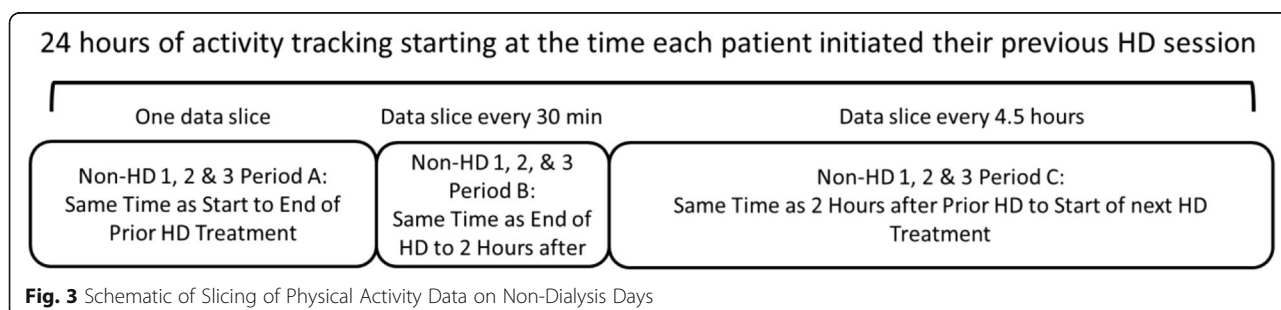 24 hours of activity tracking starting at the time each patient initiated their previous HD session
One data slice
Data slice every 30 min
Data slice every 4.5 hours
Non-HD 1, 2 & 3 Period A:
Same Time as Start to End of
Prior HD Treatment
Non-HD 1, 2, & 3
Period B:
Same Time as End of
HD to 2 Hours after
Non-HD 1, 2 & 3 Period C:
Same Time as 2 Hours after Prior HD to Start of next HD
Treatment
Fig. 3 Schematic of Slicing of Physical Activity Data on Non-Dialysis Days